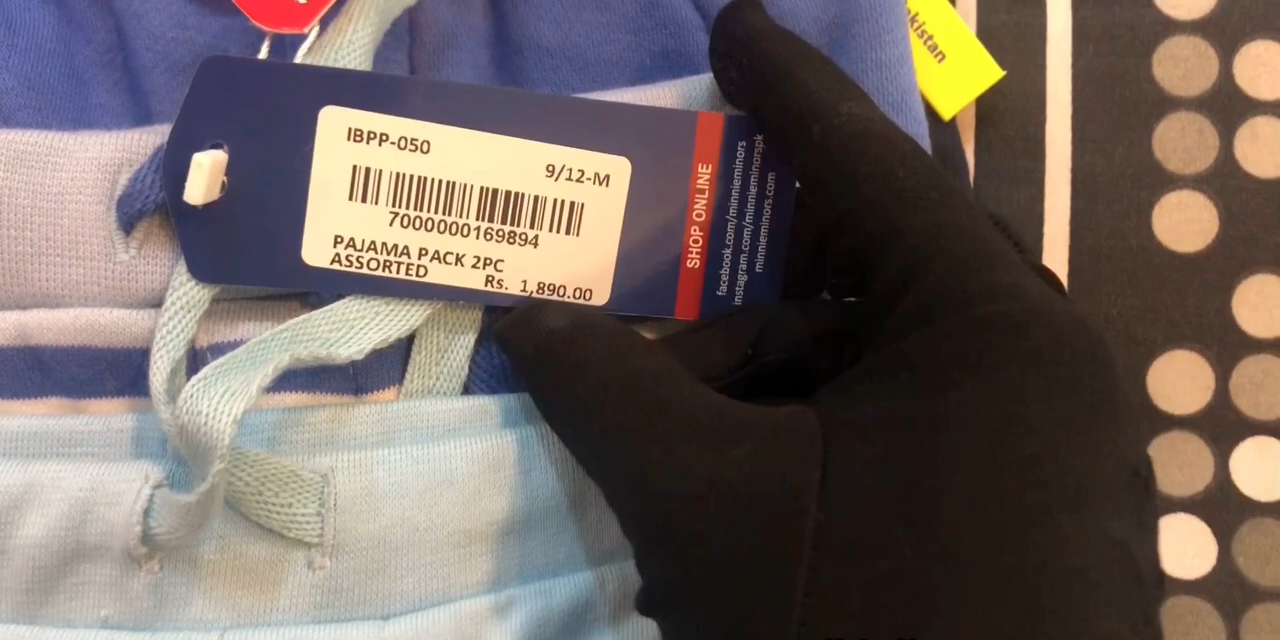 IBPP-050
9/12-M
7000000169894
PAJAMA PACK 2PC
ASSORTED
Rs. 1,890.00
SHOP ONLINE
facebook.com/minnieminors
instagram.com/minnieminorspk
minnieminors.com